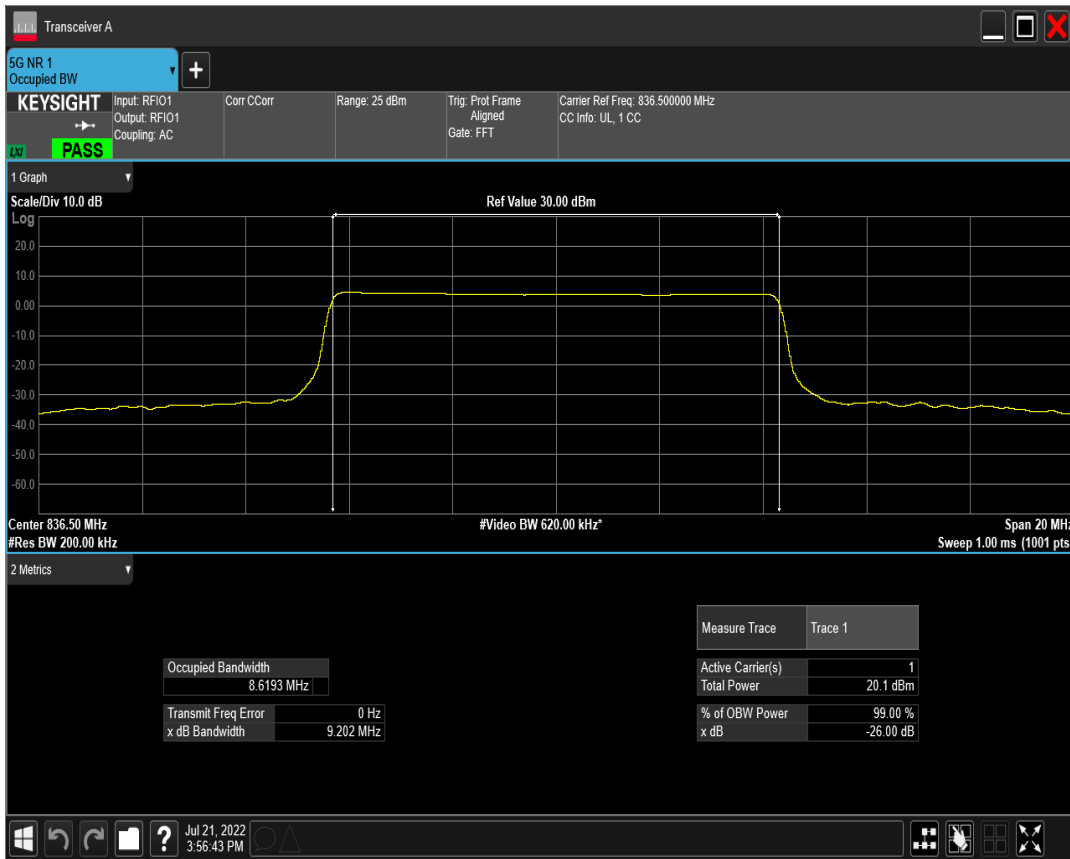 Transceiver A
5G NR 1
Occupied BW
KEYSIGHT
LXI
PASS
Input: RFIO1
Output: RFIO1
Coupling: AC
Corr CCorr
Range: 25 dBm
Trig: Prot Frame
Aligned
Gate: FFT
Carrier Ref Freq: 836.500000 MHz
CC Info: UL, 1 CC
1 Graph
Scale/Div 10.0 dB
Ref Value 30.00 dBm
Log
20.0
10.0
0.00
-10.0
-20.0
-30.0
-40.0
-50.0
-60.0
Center 836.50 MHz
#Video BW 620.00 kHz*
Span 20 MHz
#Res BW 200.00 kHz
Sweep 1.00 ms (1001 pts
2 Metrics
Measure Trace Trace 1
Occupied Bandwidth
8.6193 MHz
Active Carrier(s) 1
Total Power 20.1 dBm
Transmit Freq Error 0 Hz
x dB Bandwidth 9.202 MHz
% of OBW Power 99.00 %
x dB -26.00 dB
?
Jul 21, 2022
3:56:43 PM